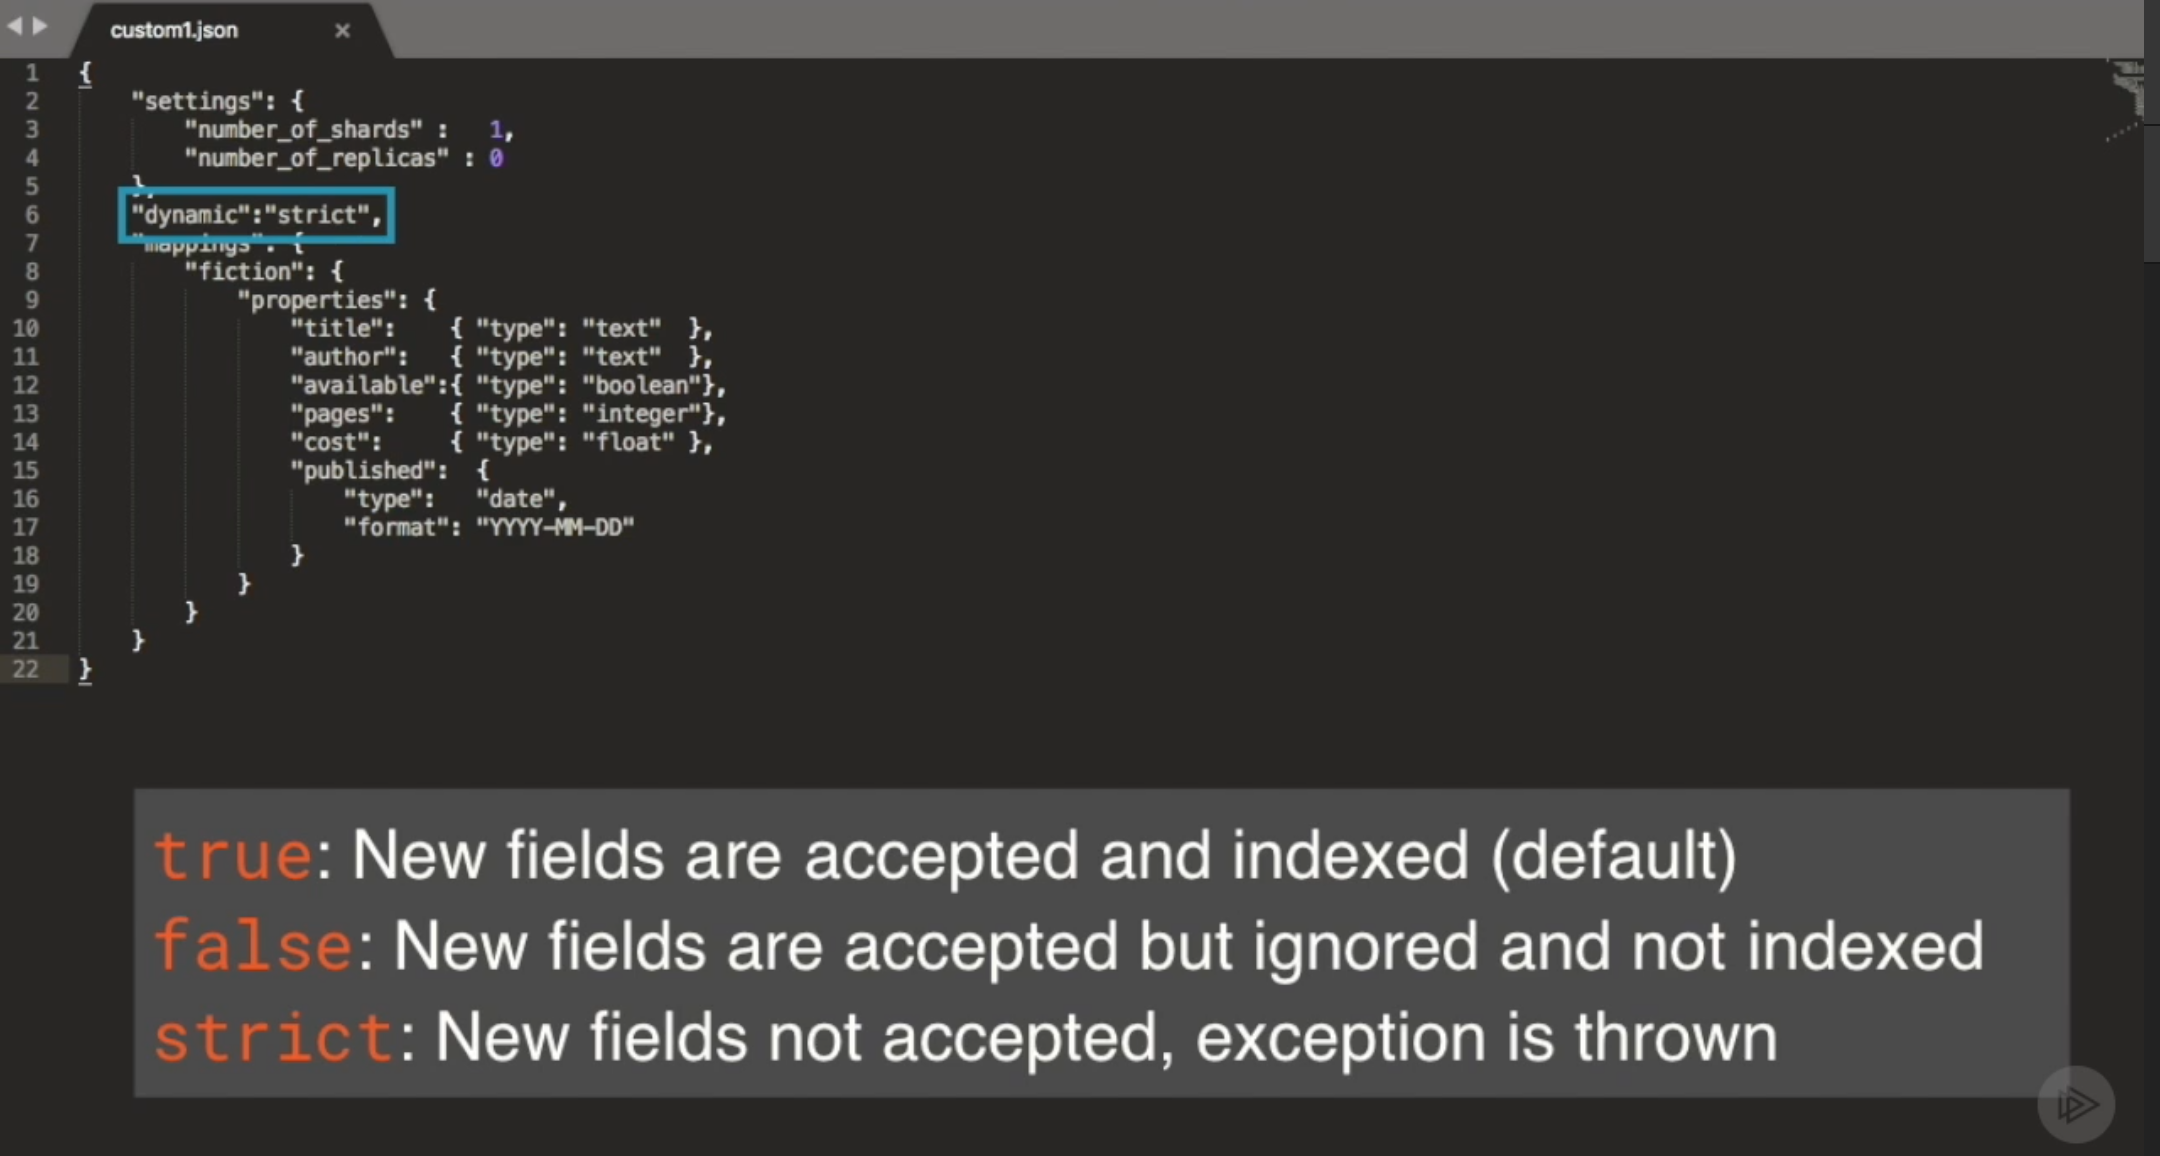 custom1.json
1 {
2 "settings": {
3 "number_of_shards" : 1,
4 "number_of_replicas" : 0
5 },
6 "dynamic":"strict",
7 "mappings": {
8 "fiction": {
9 "properties": {
10 "title": { "type": "text" },
11 "author": { "type": "text" },
12 "available":{ "type": "boolean"},
13 "pages": { "type": "integer"},
14 "cost": { "type": "float" },
15 "published": {
16 "type": "date",
17 "format": "YYYY-MM-DD"
18 }
19 }
20 }
21 }
22 }
true: New fields are accepted and indexed (default)
false: New fields are accepted but ignored and not indexed
strict: New fields not accepted, exception is thrown